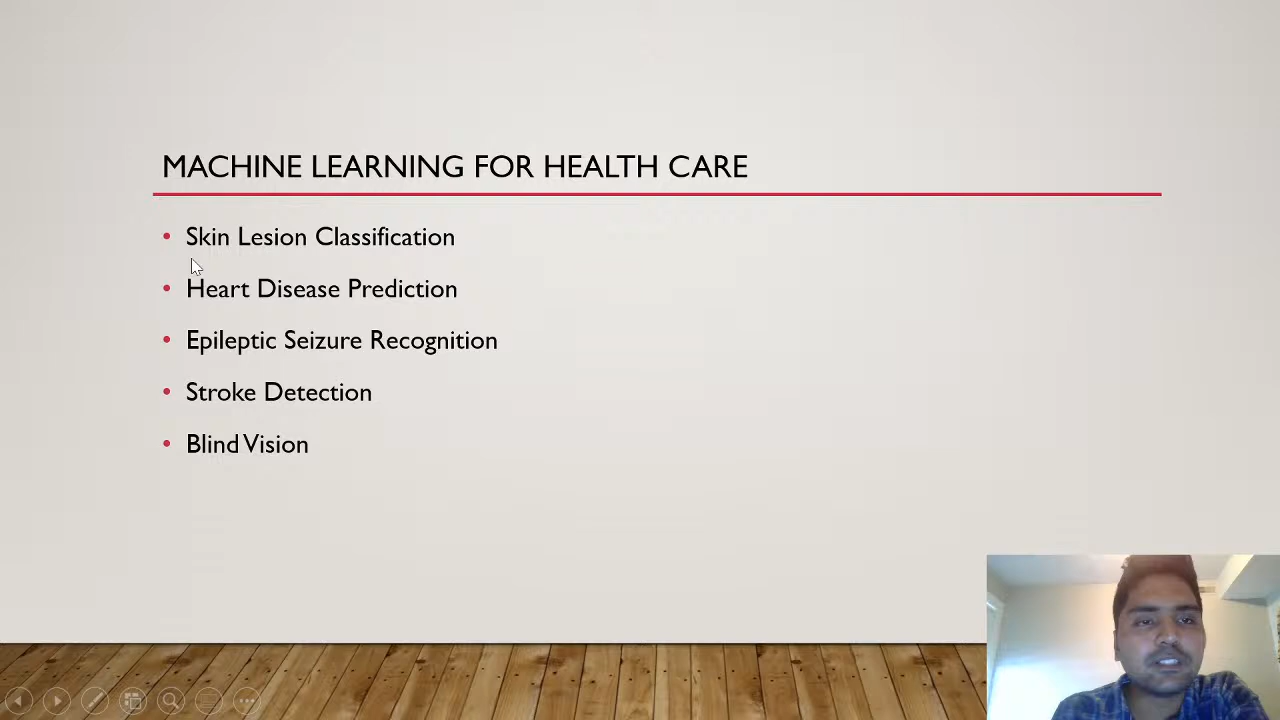 MACHINE LEARNING FOR HEALTH CARE
Skin Lesion Classification
Heart Disease Prediction
Epileptic Seizure Recognition
Stroke Detection
Blind Vision